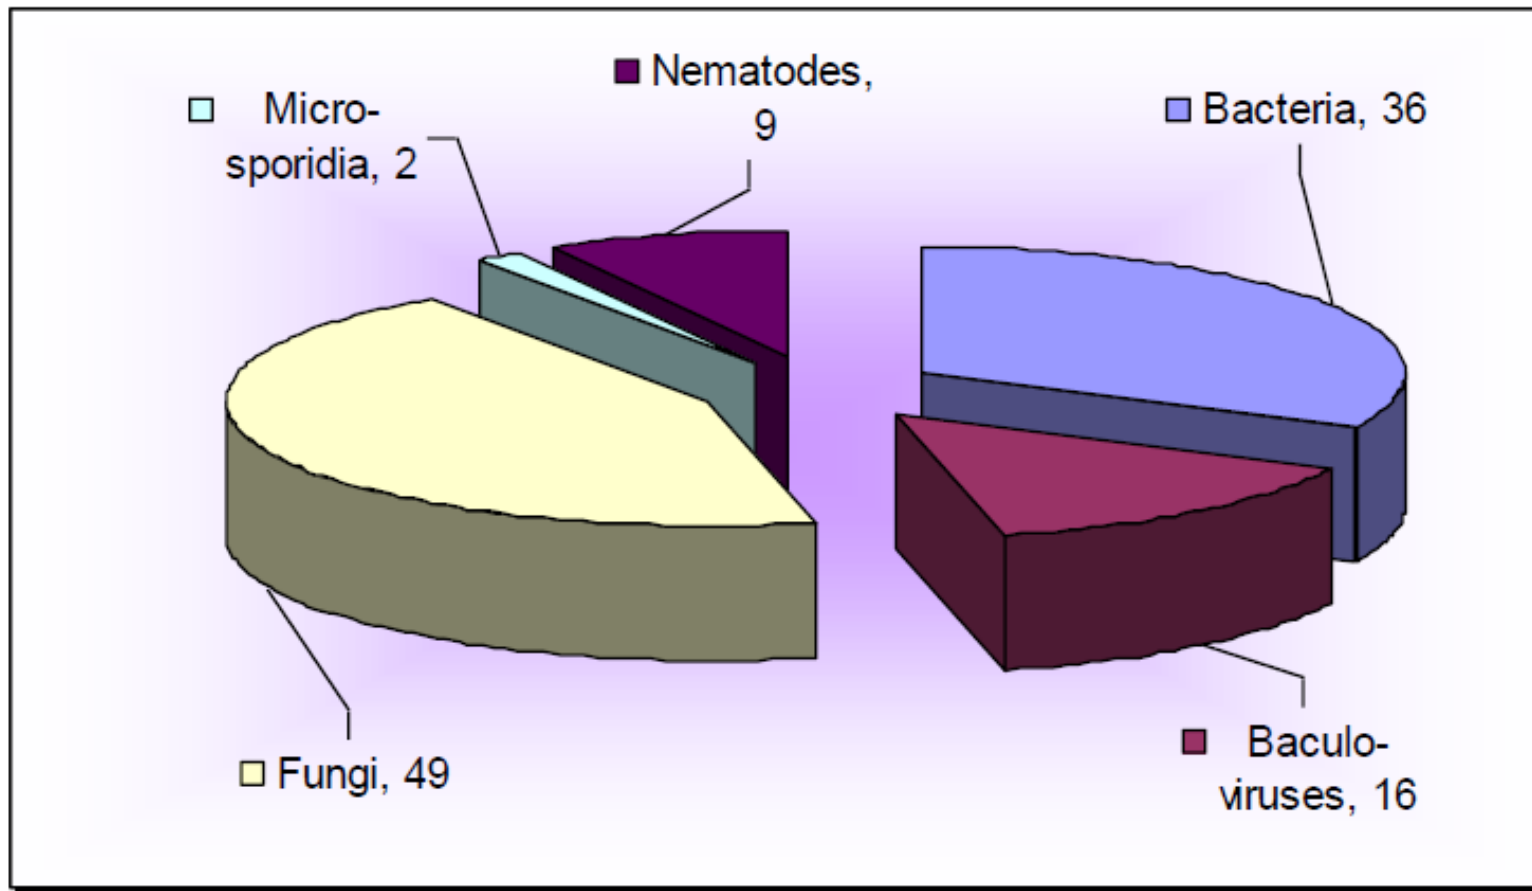 Nematodes,
9
Micro-
sporidia, 2
Bacteria, 36
Fungi, 49
Baculo-
viruses, 16